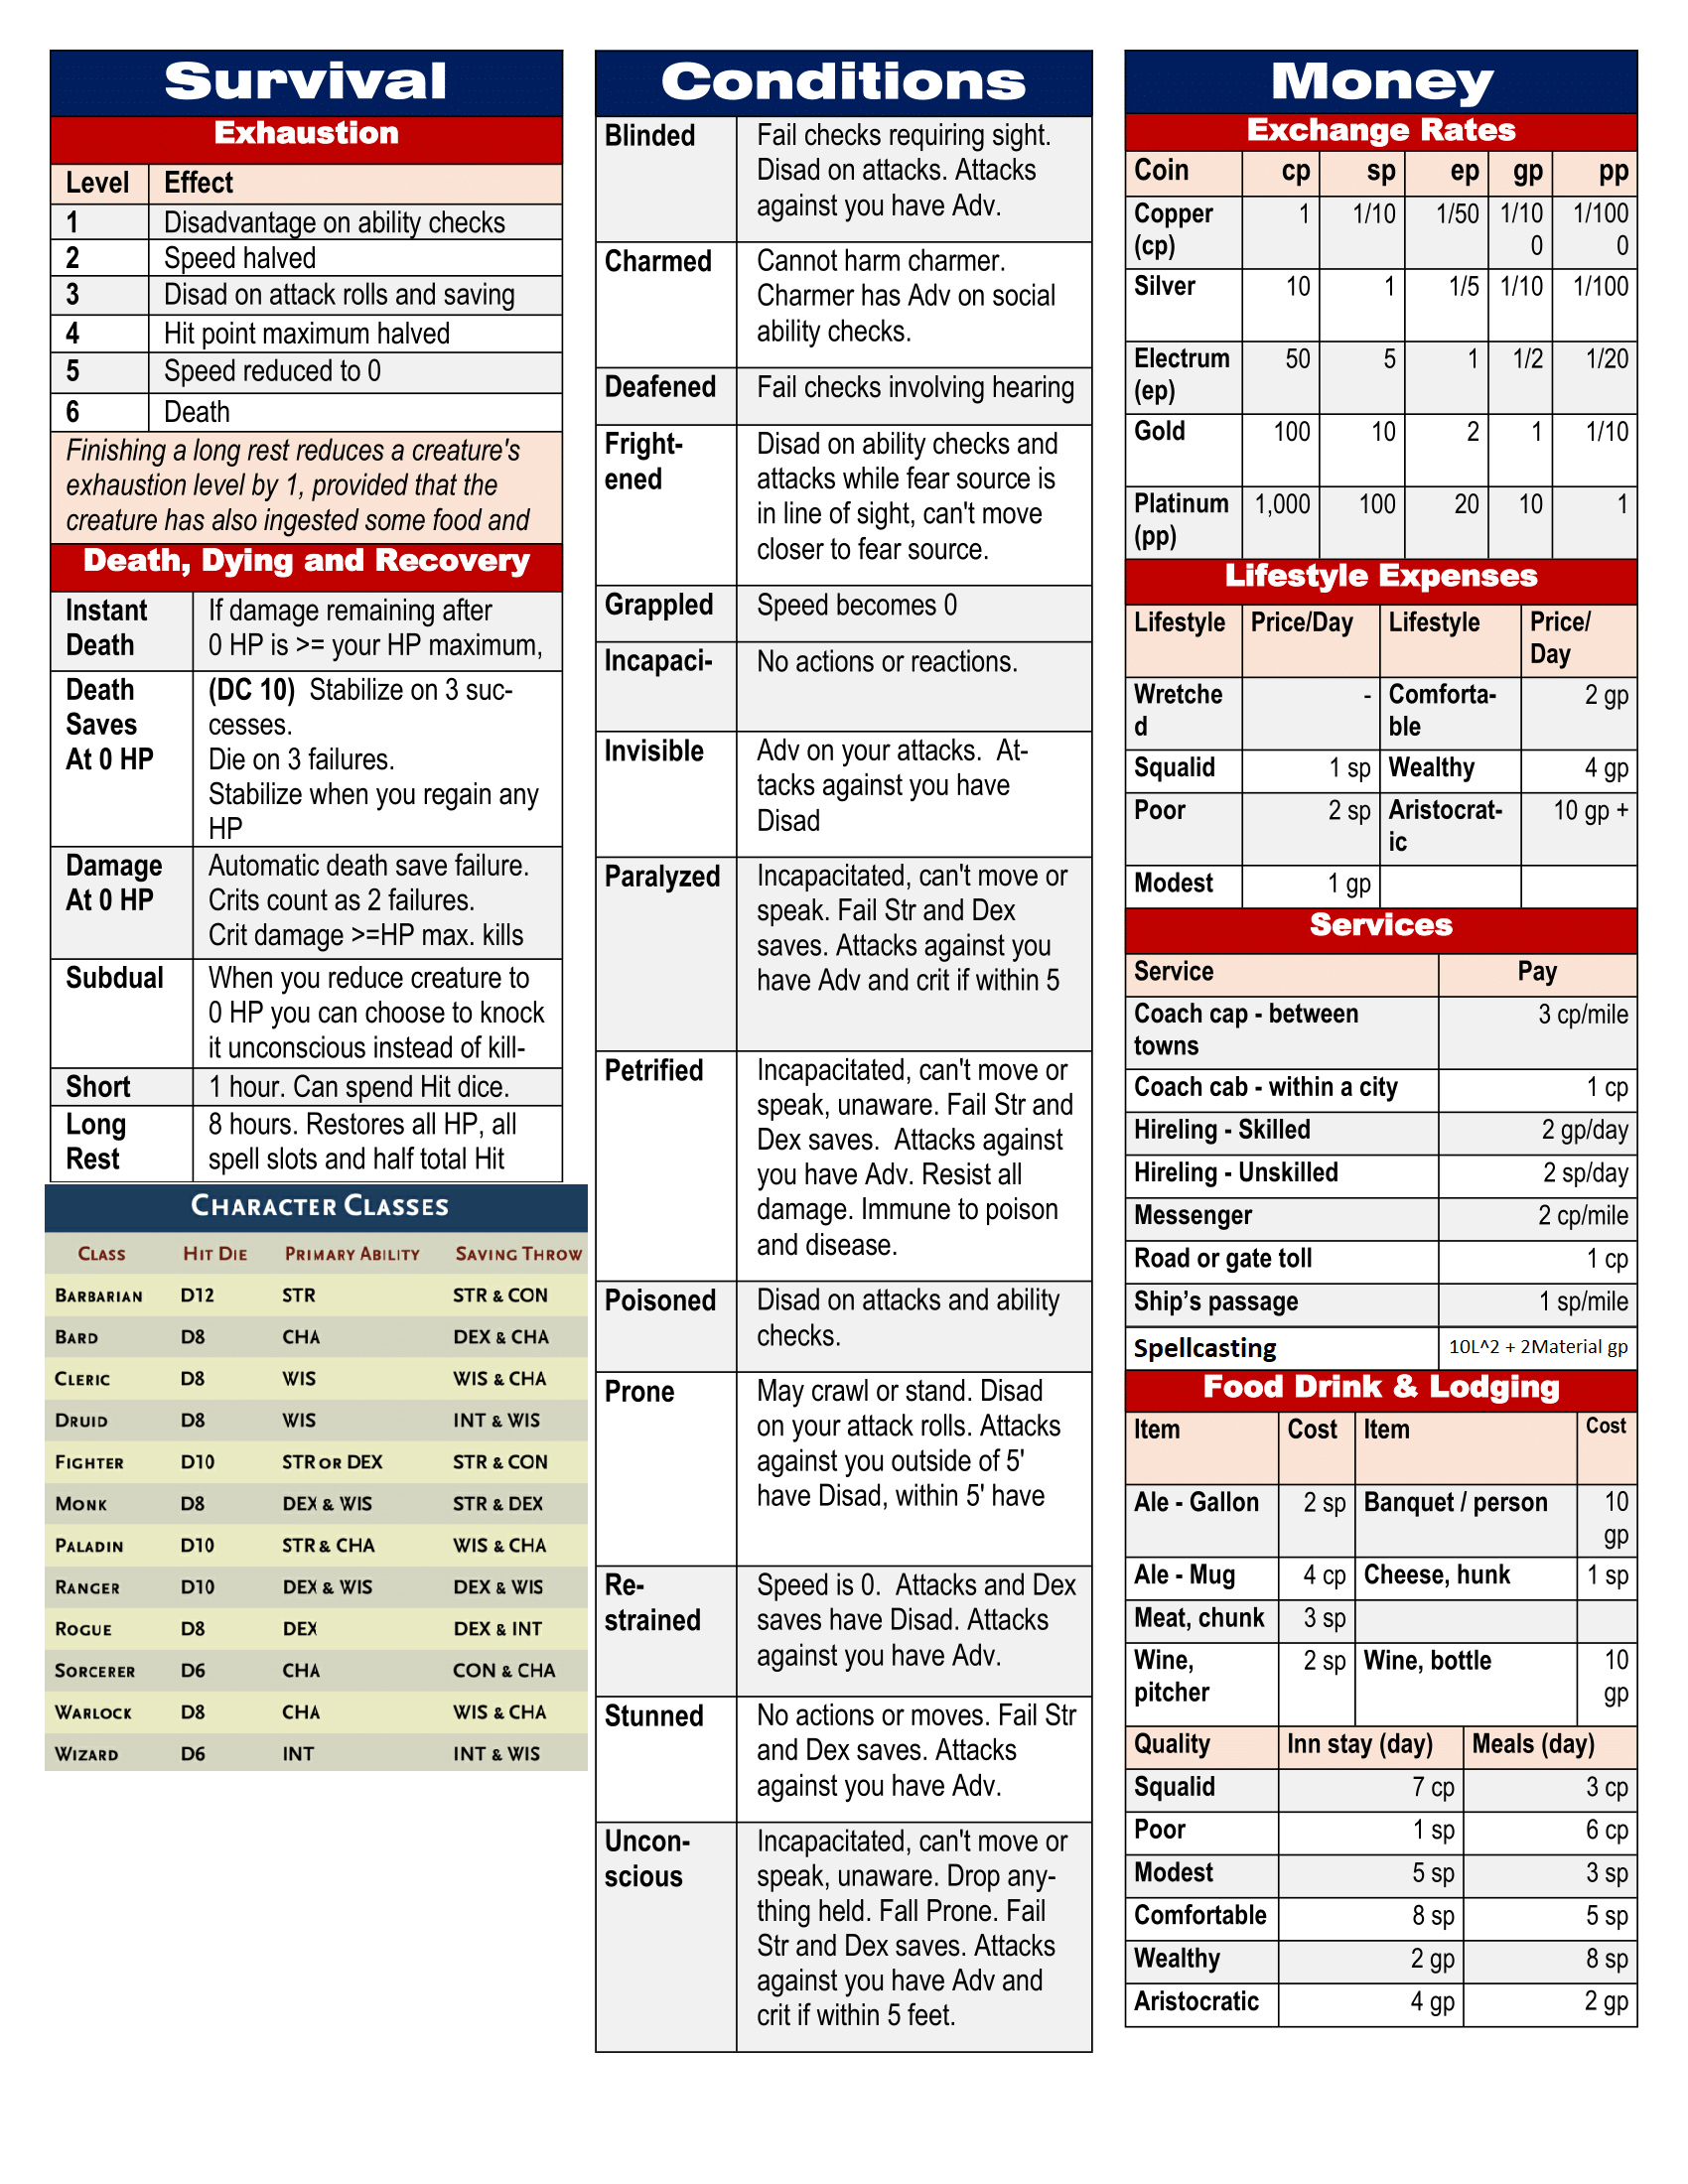 Survival
Exhaustion
Level Effect
1 Disadvantage on ability checks
2 Speed halved
3 Disad on attack rolls and saving
4 Hit point maximum halved
5 Speed reduced to 0
6 Death
Finishing a long rest reduces a creature's
exhaustion level by 1, provided that the
creature has also ingested some food and
Death, Dying and Recovery
Instant If damage remaining after
Death 0 HP is >= your HP maximum,
Death (DC 10)  Stabilize on 3 suc-
Saves cesses.
At 0 HP Die on 3 failures.
Stabilize when you regain any
HP
Damage Automatic death save failure.
At 0 HP Crits count as 2 failures.
Crit damage >=HP max. kills
Subdual When you reduce creature to
0 HP you can choose to knock
it unconscious instead of kill-
Short 1 hour. Can spend Hit dice.
Long 8 hours. Restores all HP, all
Rest spell slots and half total Hit
Character Classes
Class Hit Die Primary Ability Saving Throw
Barbarian D12 STR STR & CON
Bard D8 CHA DEX & CHA
Cleric D8 WIS WIS & CHA
Druid D8 WIS INT & WIS
Fighter D10 STR or DEX STR & CON
Monk D8 DEX & WIS STR & DEX
Paladin D10 STR & CHA WIS & CHA
Ranger D10 DEX & WIS DEX & WIS
Rogue D8 DEX DEX & INT
Sorcerer D6 CHA CON & CHA
Warlock D8 CHA WIS & CHA
Wizard D6 INT INT & WIS
Conditions
Blinded Fail checks requiring sight.
Disad on attacks. Attacks
against you have Adv.
Charmed Cannot harm charmer.
Charmer has Adv on social
ability checks.
Deafened Fail checks involving hearing
Fright- Disad on ability checks and
ened attacks while fear source is
in line of sight, can't move
closer to fear source.
Grappled Speed becomes 0
Incapaci- No actions or reactions.
Invisible Adv on your attacks.  At-
tacks against you have
Disad
Paralyzed Incapacitated, can't move or
speak. Fail Str and Dex
saves. Attacks against you
have Adv and crit if within 5
Petrified Incapacitated, can't move or
speak, unaware. Fail Str and
Dex saves.  Attacks against
you have Adv. Resist all
damage. Immune to poison
and disease.
Poisoned Disad on attacks and ability
checks.
Prone May crawl or stand. Disad
on your attack rolls. Attacks
against you outside of 5'
have Disad, within 5' have
Re- Speed is 0.  Attacks and Dex
strained saves have Disad. Attacks
against you have Adv.
Stunned No actions or moves. Fail Str
and Dex saves. Attacks
against you have Adv.
Uncon- Incapacitated, can't move or
scious speak, unaware. Drop any-
thing held. Fall Prone. Fail
Str and Dex saves. Attacks
against you have Adv and
crit if within 5 feet.
Money
Exchange Rates
Coin cp sp ep gp pp
Copper 1 1/10 1/50 1/10 1/100
(cp) 0 0
Silver 10 1 1/5 1/10 1/100
Electrum 50 5 1 1/2 1/20
(ep)
Gold 100 10 2 1 1/10
Platinum 1,000 100 20 10 1
(pp)
Lifestyle Expenses
Lifestyle Price/Day Lifestyle Price/
Day
Wretche - Comforta- 2 gp
d ble
Squalid 1 sp Wealthy 4 gp
Poor 2 sp Aristocrat- 10 gp +
ic
Modest 1 gp
Services
Service Pay
Coach cap - between 3 cp/mile
towns
Coach cab - within a city 1 cp
Hireling - Skilled 2 gp/day
Hireling - Unskilled 2 sp/day
Messenger 2 cp/mile
Road or gate toll 1 cp
Ship’s passage 1 sp/mile
Spellcasting 10L^2 + 2Material gp
Food Drink & Lodging
Item Cost Item Cost
Ale - Gallon 2 sp Banquet / person 10
gp
Ale - Mug 4 cp Cheese, hunk 1 sp
Meat, chunk 3 sp
Wine, 2 sp Wine, bottle 10
pitcher gp
Quality Inn stay (day) Meals (day)
Squalid 7 cp 3 cp
Poor 1 sp 6 cp
Modest 5 sp 3 sp
Comfortable 8 sp 5 sp
Wealthy 2 gp 8 sp
Aristocratic 4 gp 2 gp